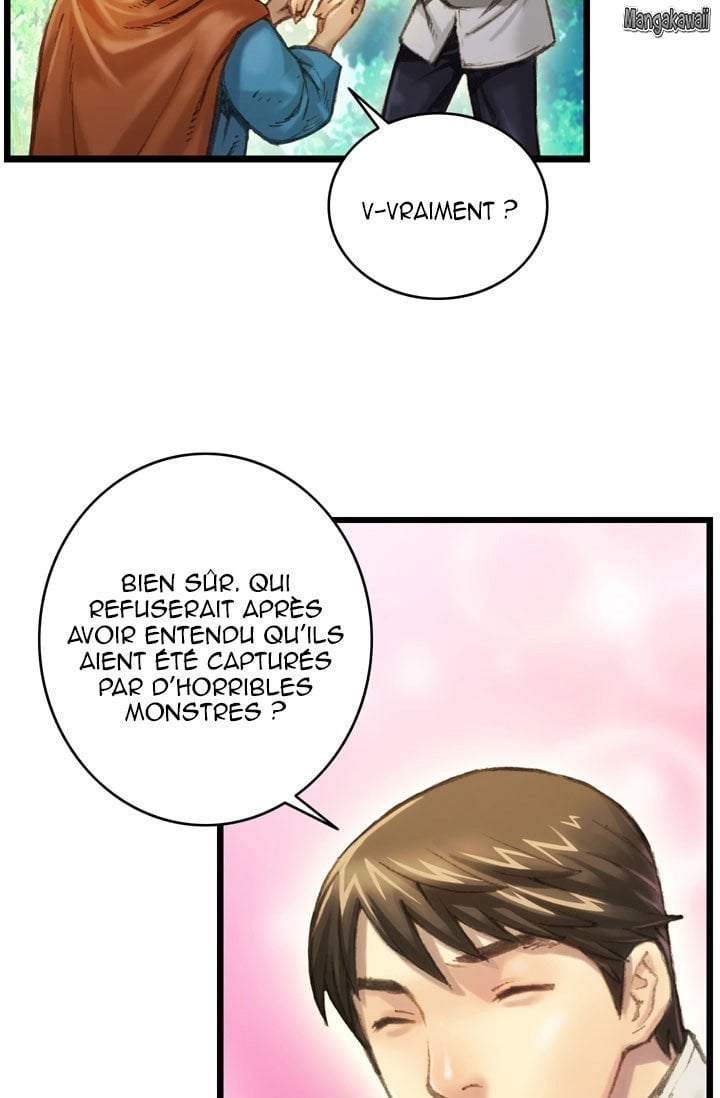 Mangakawaii
V-VRAIMENT ?
BIEN SÛR. QUI
REFUSERAIT APRÈS
AVOIR ENTENDU QU'ILS
AIENT ÉTÉ CAPTURÉS
PAR D'HORRIBLES
MONSTRES ?